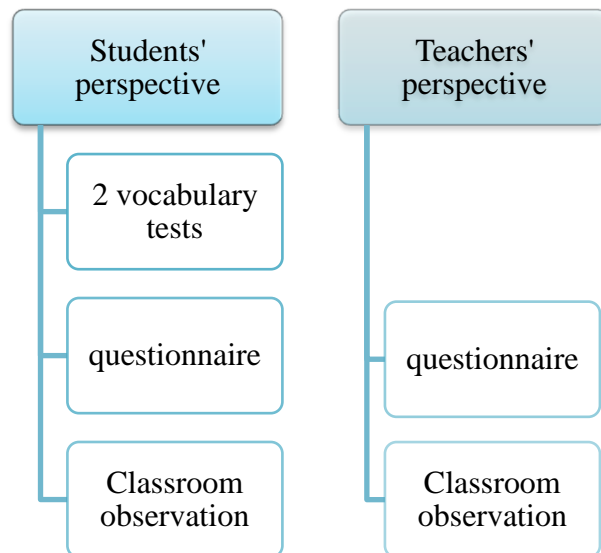 Students'
perspective
2 vocabulary
tests
questionnaire
Classroom
observation
Teachers'
perspective
questionnaire
Classroom
observation